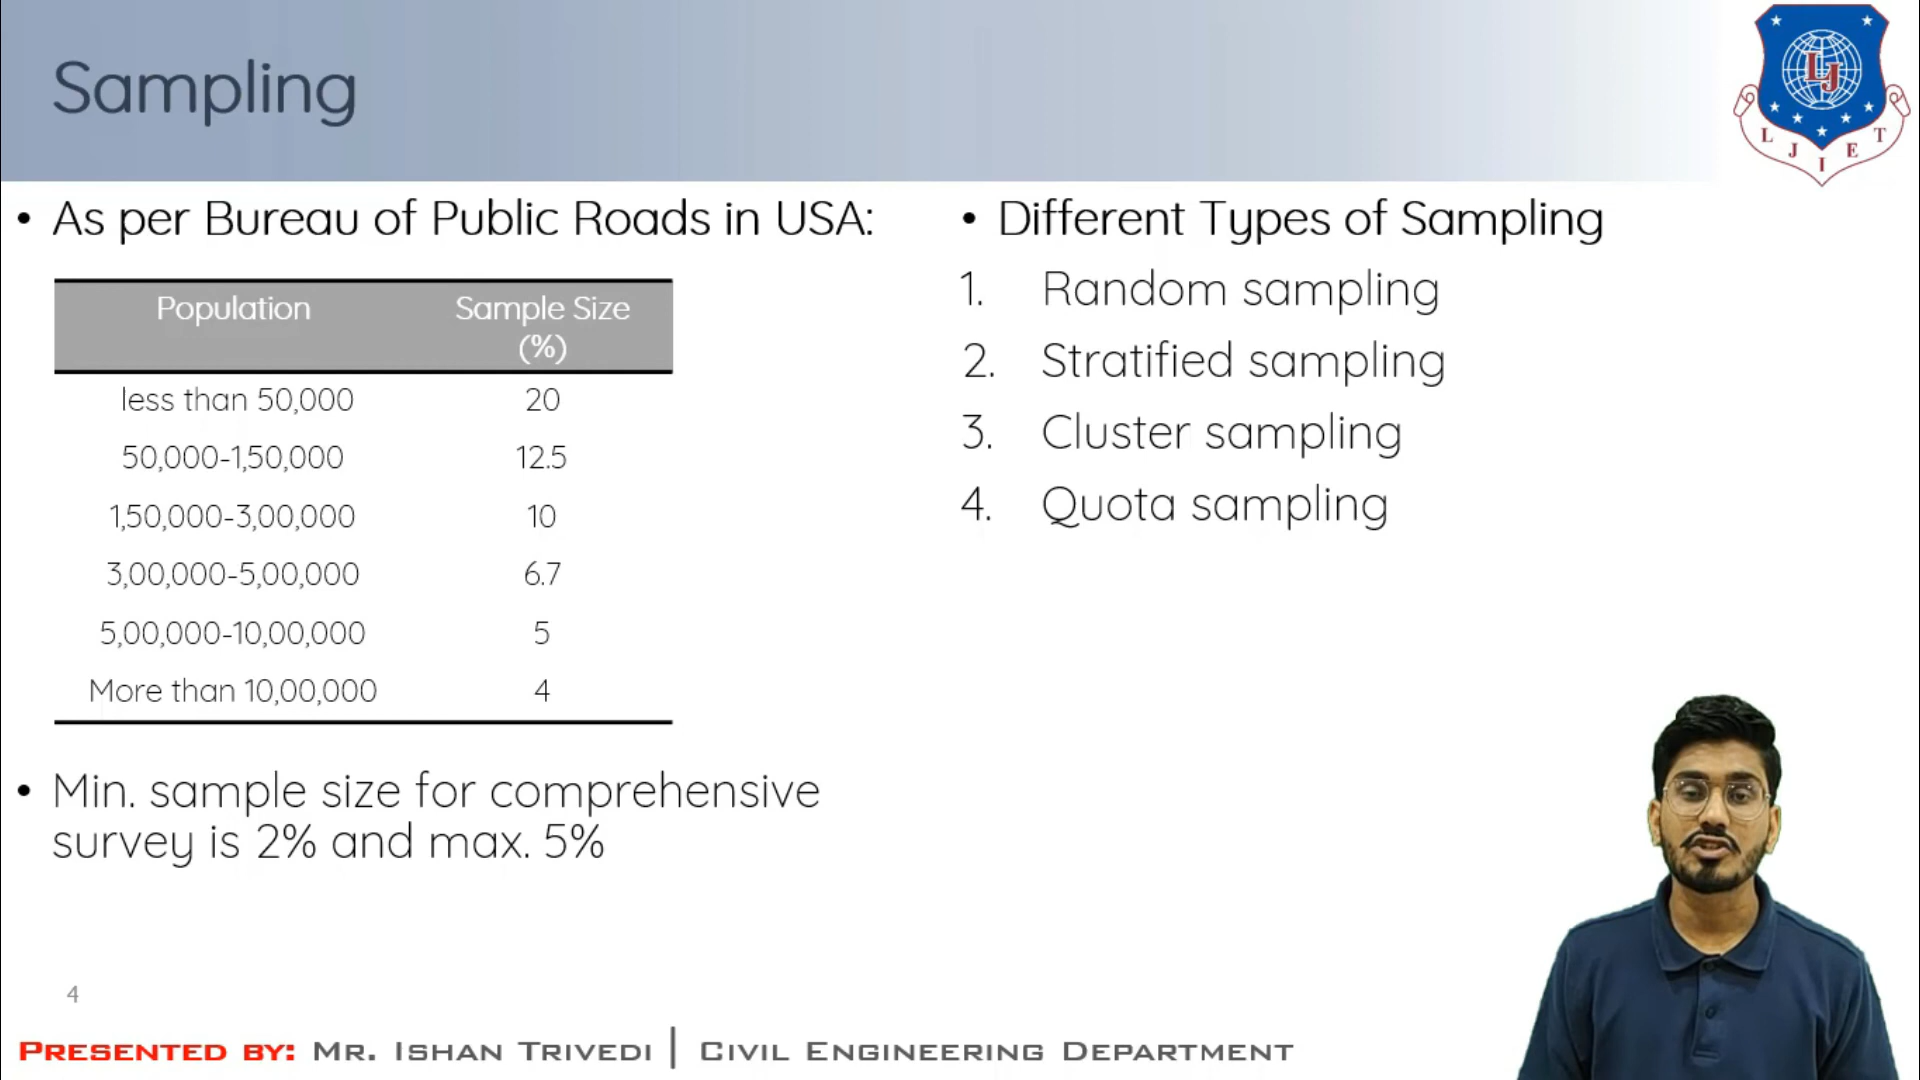 Sampling
• As per Bureau of Public Roads in USA:
Population Sample Size
(%)
less than 50,000 20
50,000-1,50,000 12.5
1,50,000-3,00,000 10
3,00,000-5,00,000 6.7
5,00,000-10,00,000 5
More than 10,00,000 4
• Min. sample size for comprehensive
survey is 2% and max. 5%
• Different Types of Sampling
1. Random sampling
2. Stratified sampling
3. Cluster sampling
4. Quota sampling
LJ
L J I E T
4
PRESENTED BY: MR. ISHAN TRIVEDI | CIVIL ENGINEERING DEPARTMENT